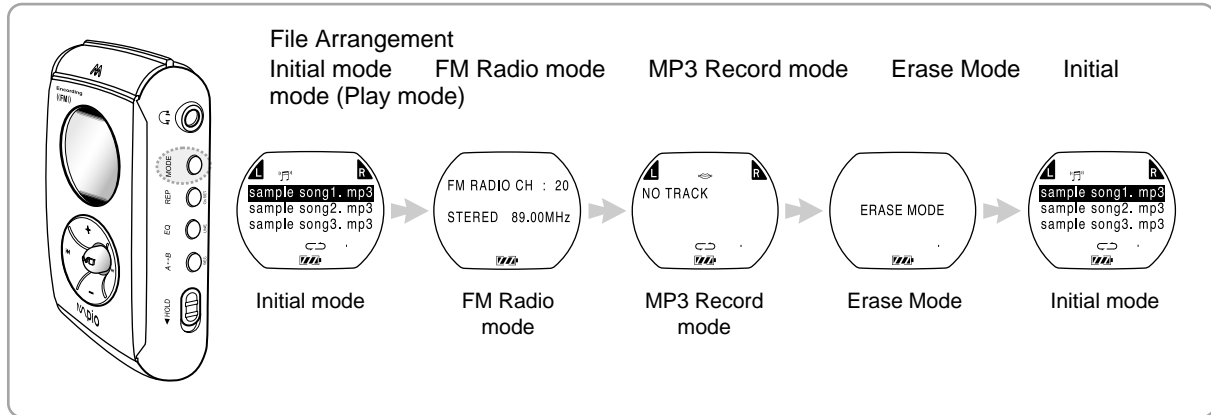 File Arrangement
Initial mode FM Radio mode MP3 Record mode Erase Mode Initial
mode (Play mode)
Encording
((FM))
MODE
REP
EQ
A↔B
◀HOLD
mpio
L R
sample song1. mp3
sample song2. mp3
sample song3. mp3
Initial mode
FM RADIO CH : 20
STERED 89.00MHz
FM Radio
mode
L R
NO TRACK
MP3 Record
mode
ERASE MODE
Erase Mode
L R
sample song1. mp3
sample song2. mp3
sample song3. mp3
Initial mode